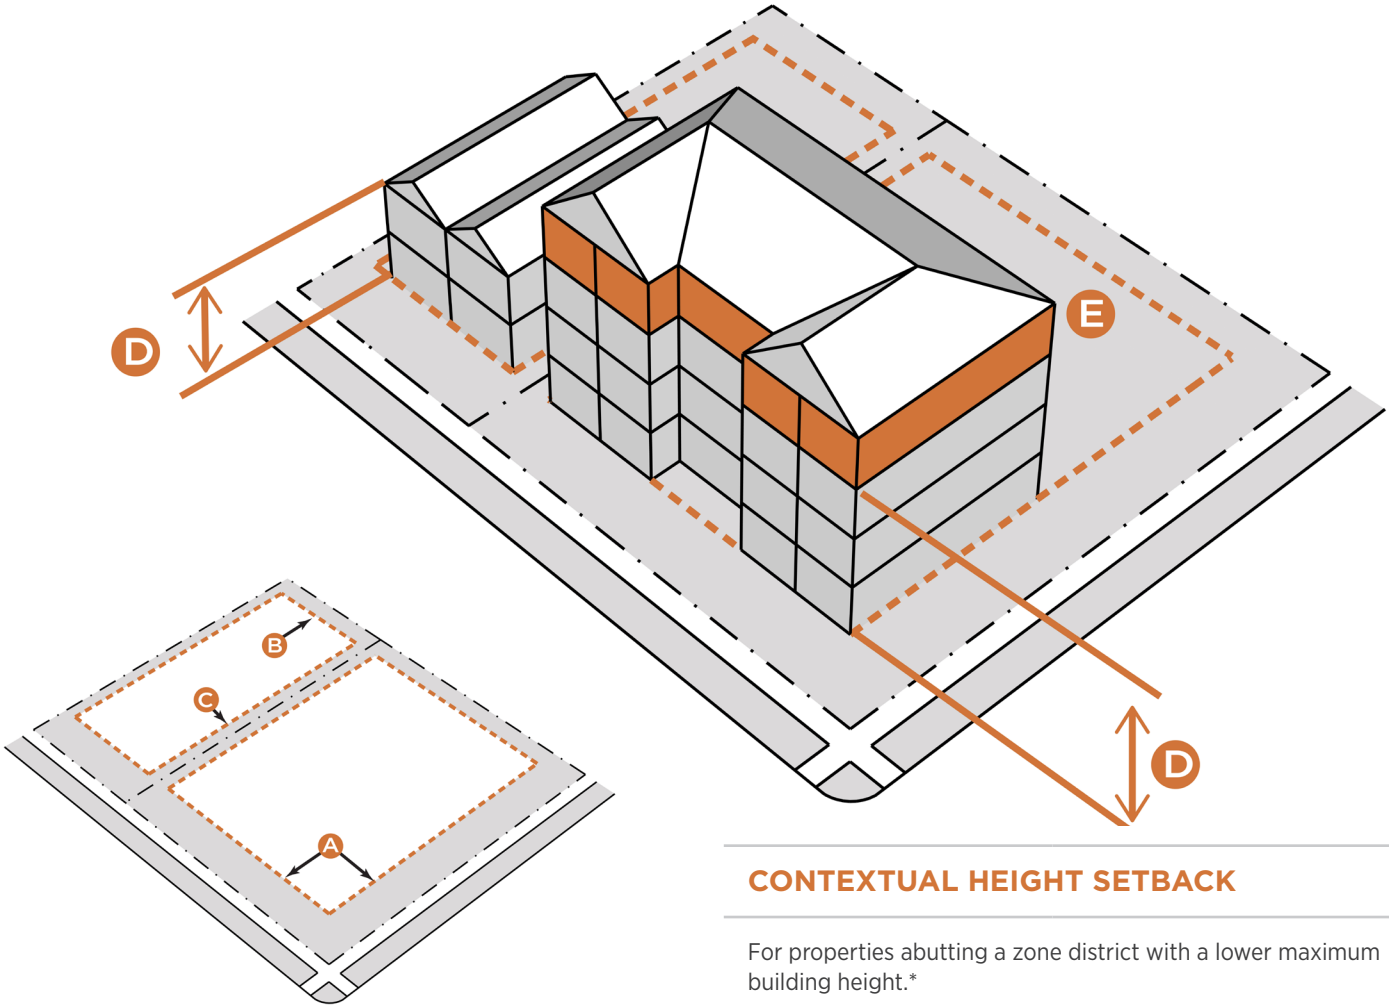 E
D
B
C
D
A
CONTEXTUAL HEIGHT SETBACK
For properties abutting a zone district with a lower maximum
building height.*